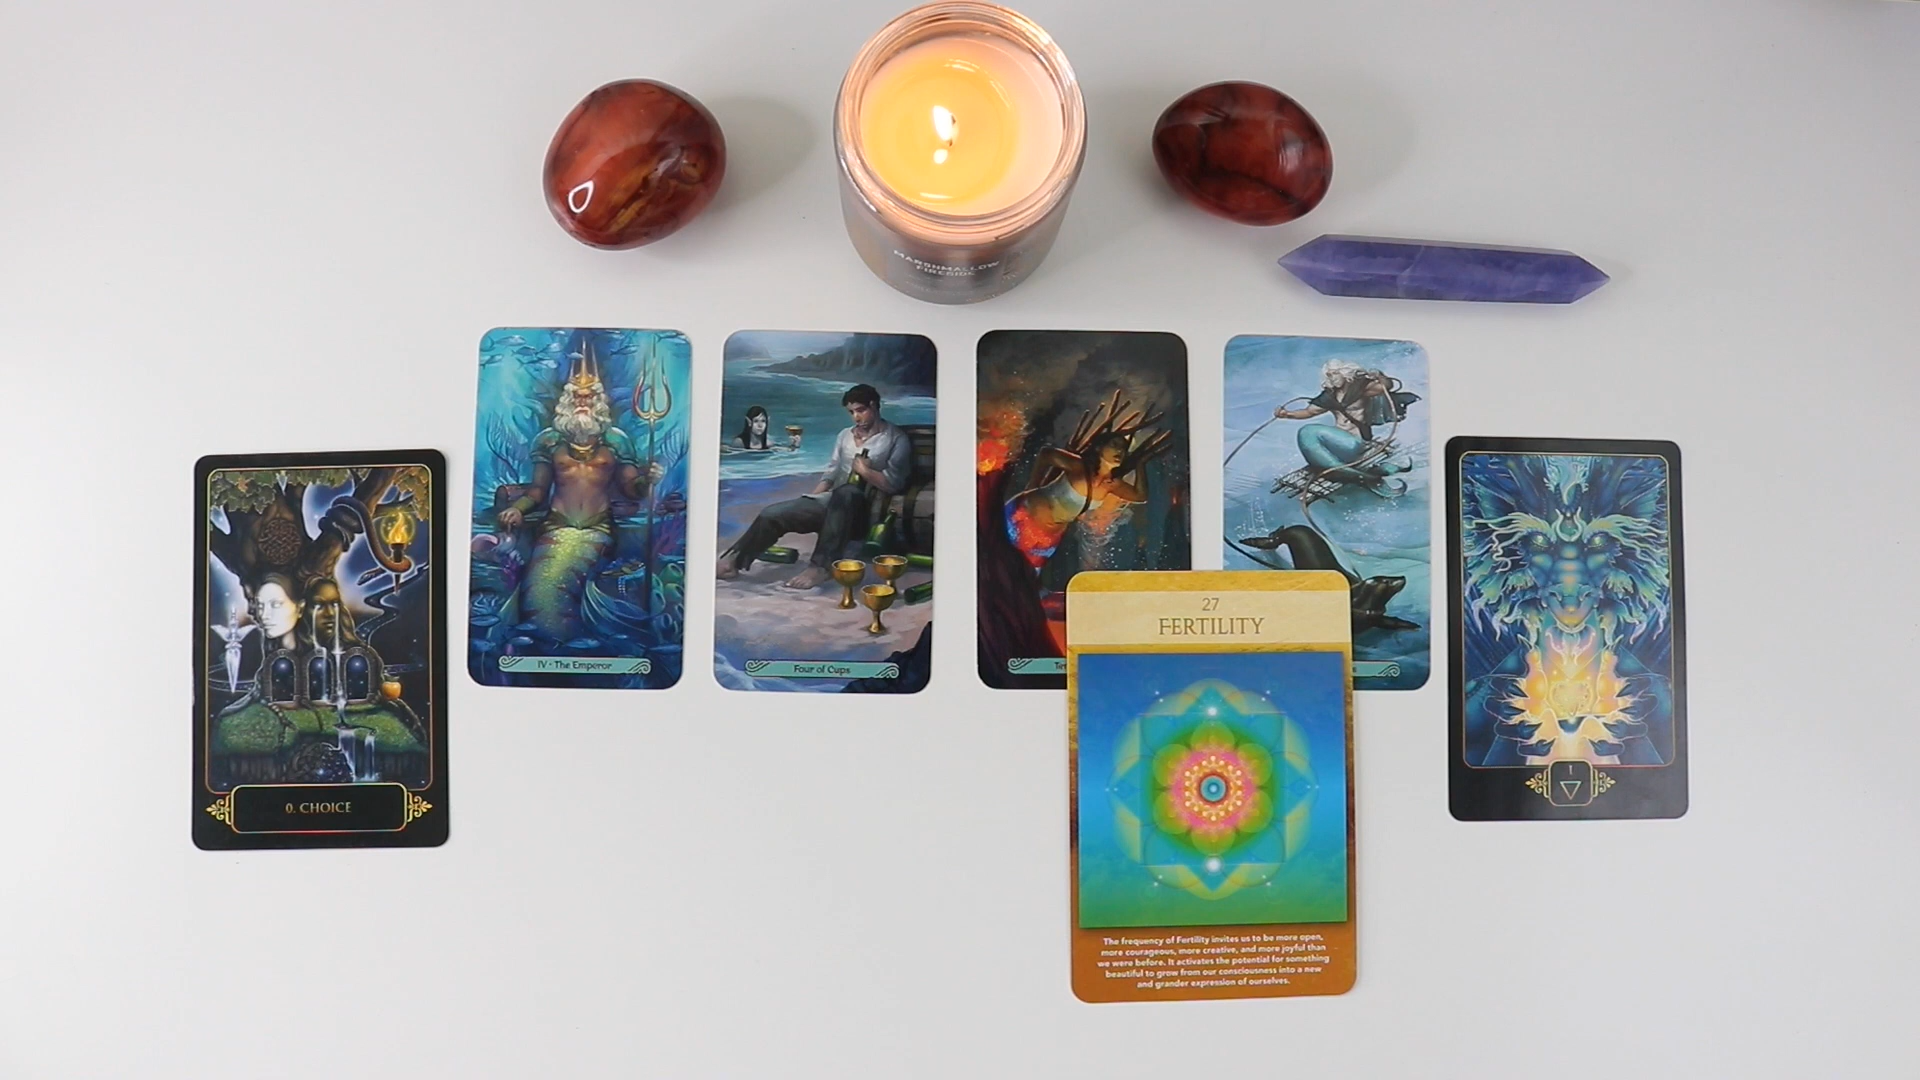 MARSHMALLOW
FIRESIDE
0. CHOICE
IV • The Emperor
Four of Cups
Te
s
I
27
FERTILITY
The frequency of Fertility invites us to be more open,
more courageous, more creative, and more joyful than
we were before. It activates the potential for something
beautiful to grow from our consciousness into a new
and grander expression of ourselves.